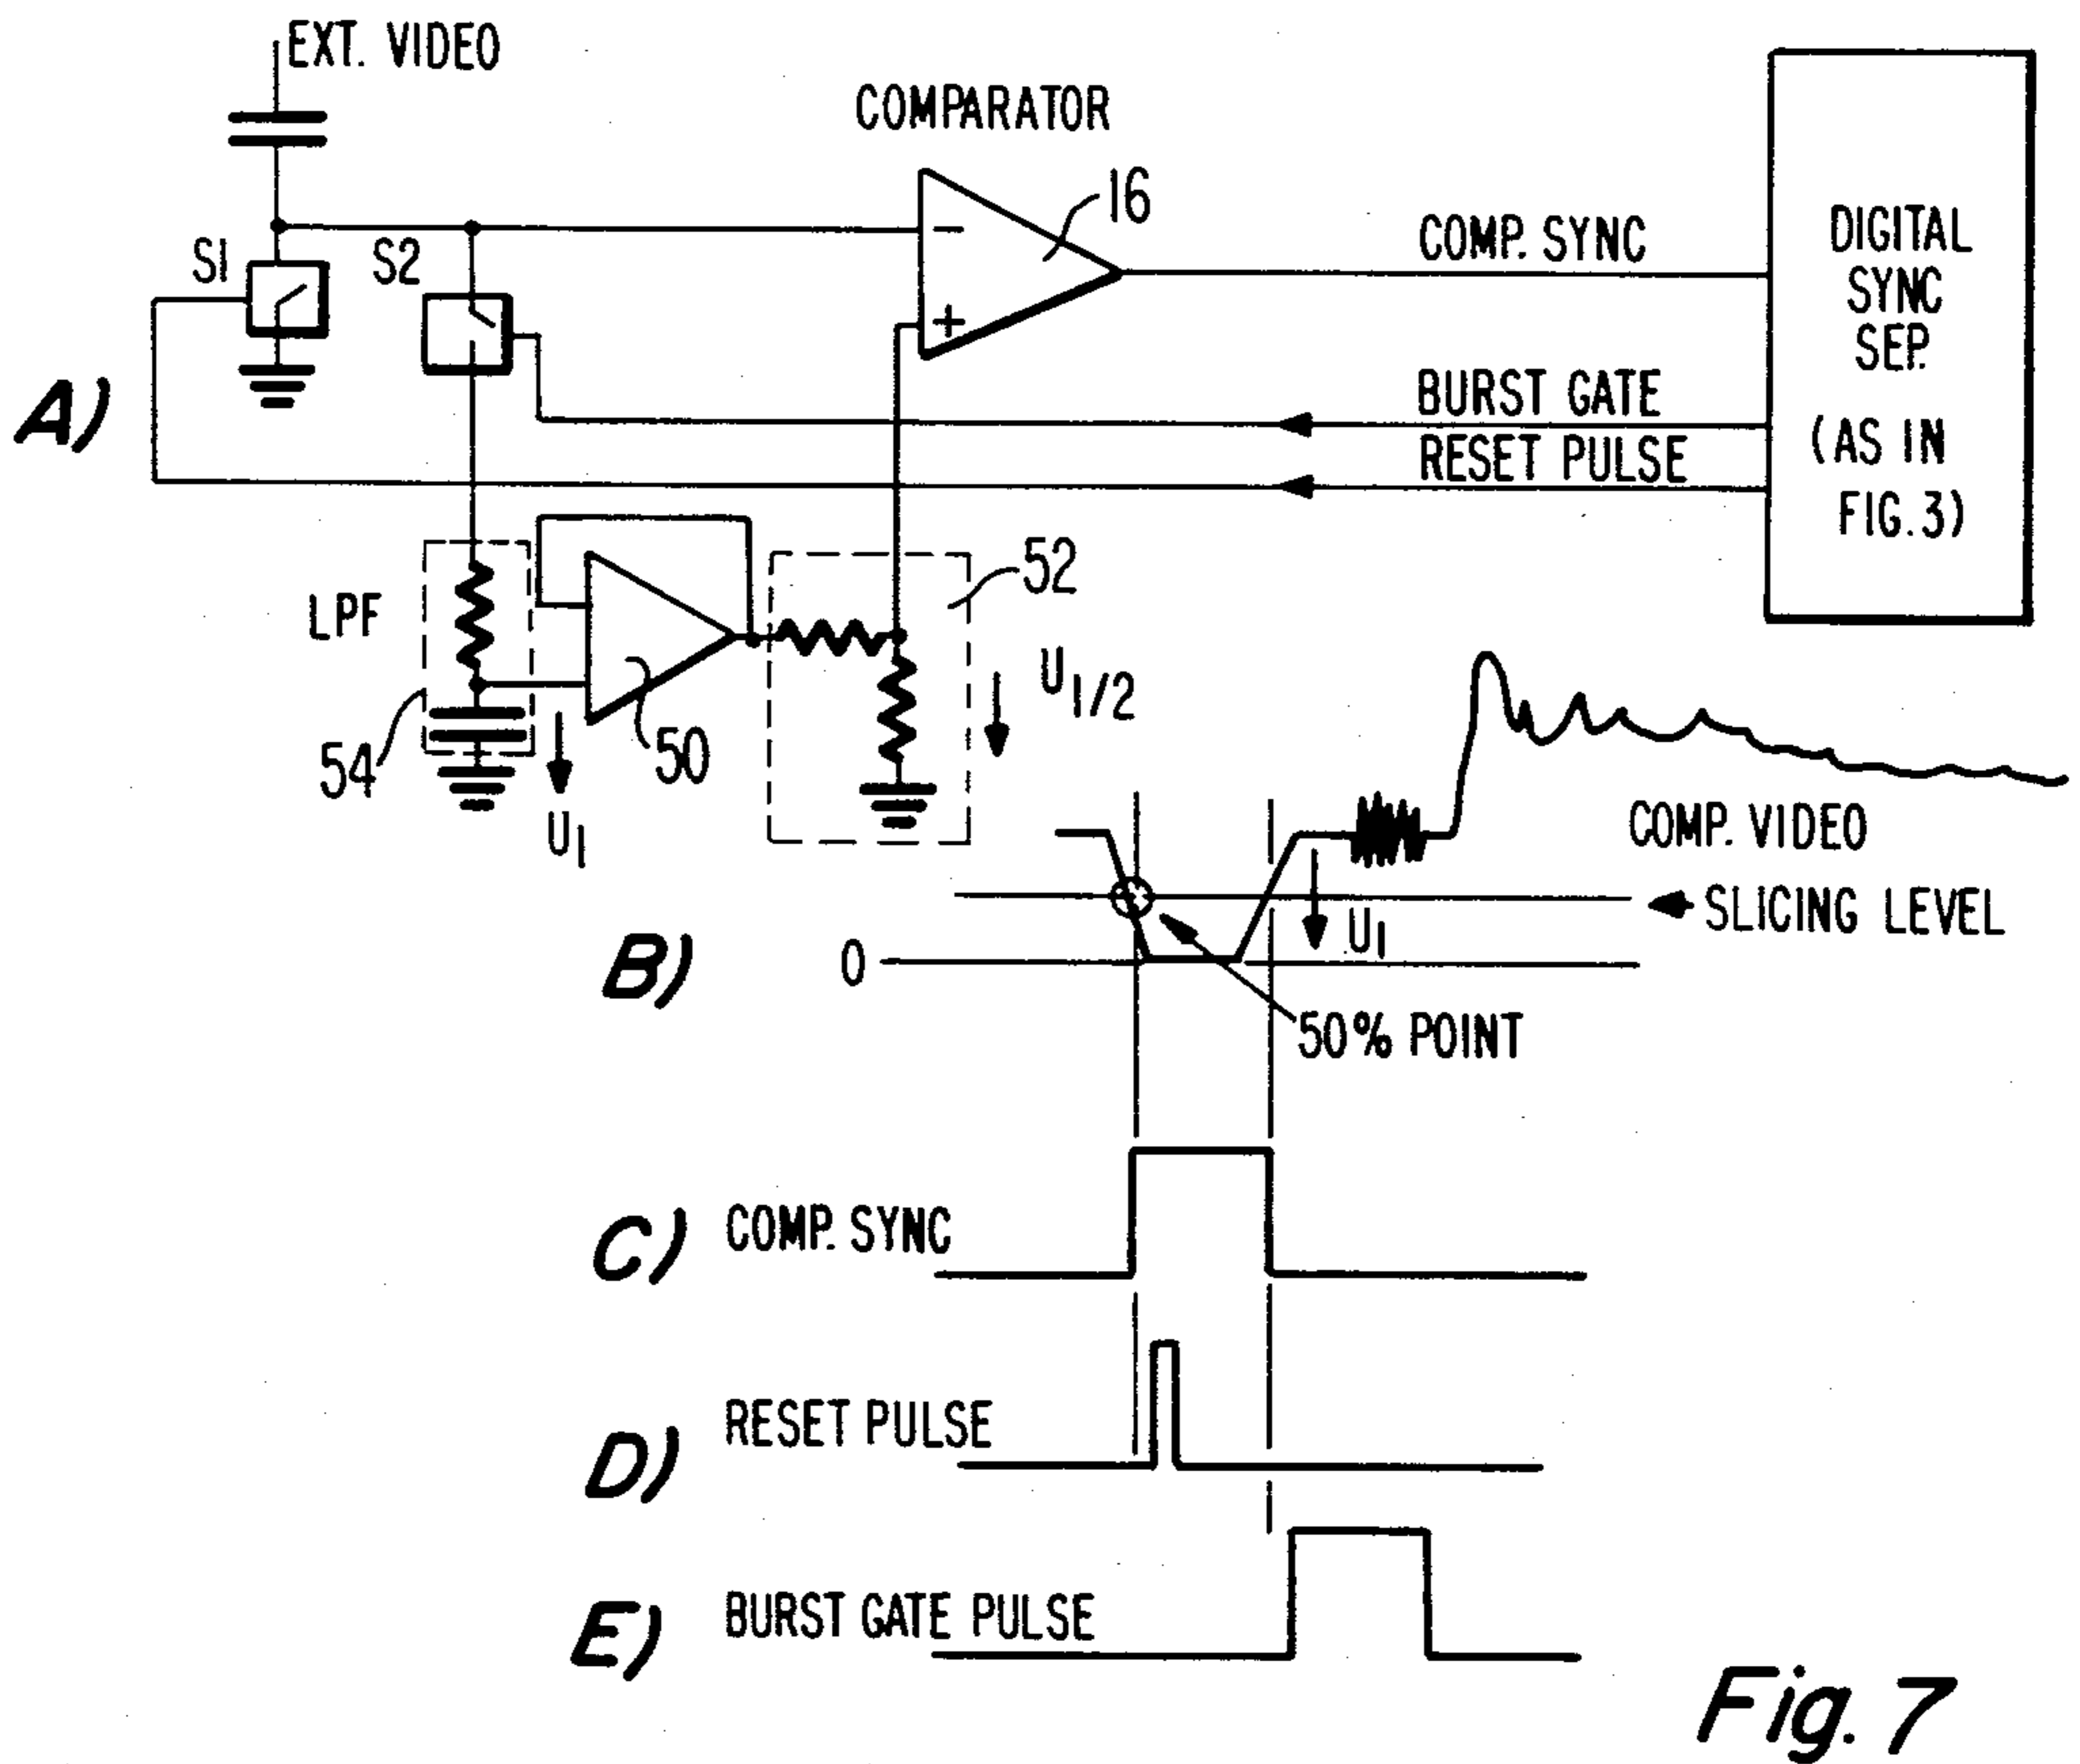 EXT. VIDEO
COMPARATOR
16
S1
S2
−
+
COMP. SYNC
DIGITAL
SYNC
SEP.
(AS IN
FIG. 3)
BURST GATE
RESET PULSE
A)
LPF
54
50
52
U1
U1/2
COMP. VIDEO
SLICING LEVEL
B)
0
U1
50% POINT
C)
COMP. SYNC
D)
RESET PULSE
E)
BURST GATE PULSE
Fig. 7